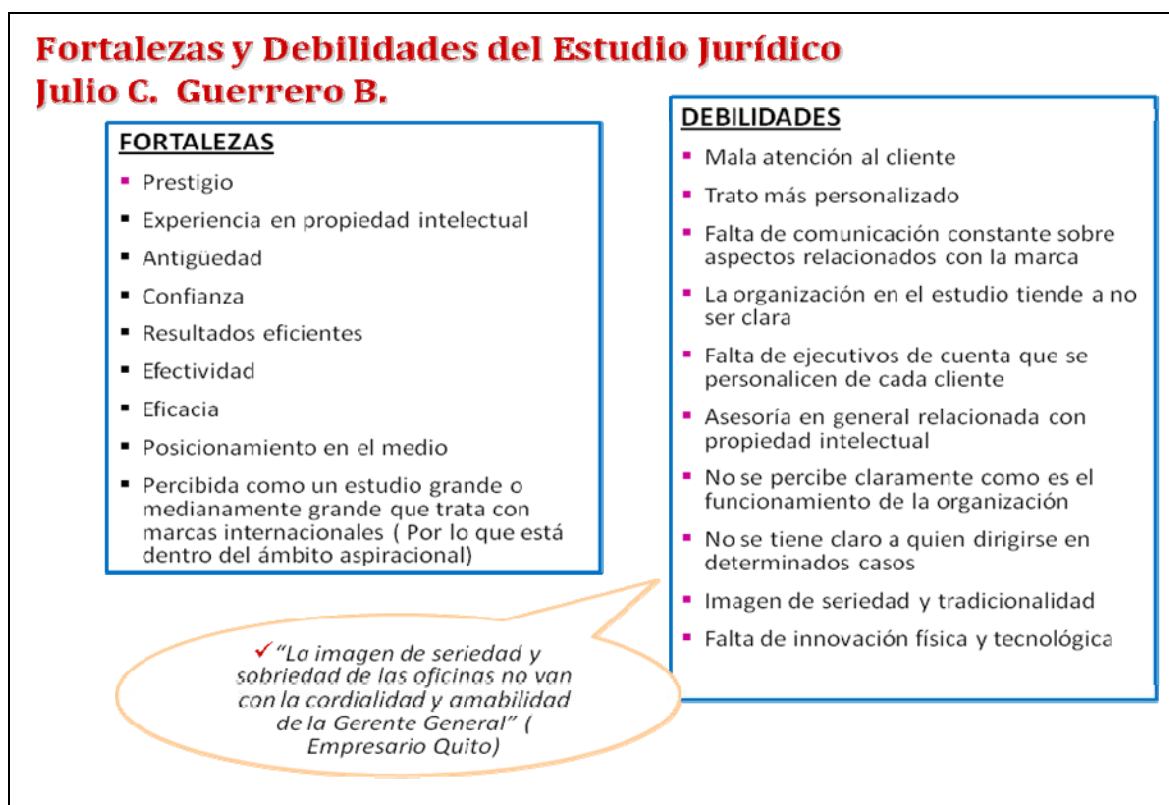 Fortalezas y Debilidades del Estudio Jurídico
Julio C. Guerrero B.
FORTALEZAS
▪ Prestigio
▪ Experiencia en propiedad intelectual
▪ Antigüedad
▪ Confianza
▪ Resultados eficientes
▪ Efectividad
▪ Eficacia
▪ Posicionamiento en el medio
▪ Percibida como un estudio grande o
medianamente grande que trata con
marcas internacionales ( Por lo que está
dentro del ámbito aspiracional)
DEBILIDADES
▪ Mala atención al cliente
▪ Trato más personalizado
▪ Falta de comunicación constante sobre
aspectos relacionados con la marca
▪ La organización en el estudio tiende a no
ser clara
▪ Falta de ejecutivos de cuenta que se
personalicen de cada cliente
▪ Asesoría en general relacionada con
propiedad intelectual
▪ No se percibe claramente como es el
funcionamiento de la organización
▪ No se tiene claro a quien dirigirse en
determinados casos
▪ Imagen de seriedad y tradicionalidad
▪ Falta de innovación física y tecnológica
✓ “La imagen de seriedad y
sobriedad de las oficinas no van
con la cordialidad y amabilidad
de la Gerente General” (
Empresario Quito)